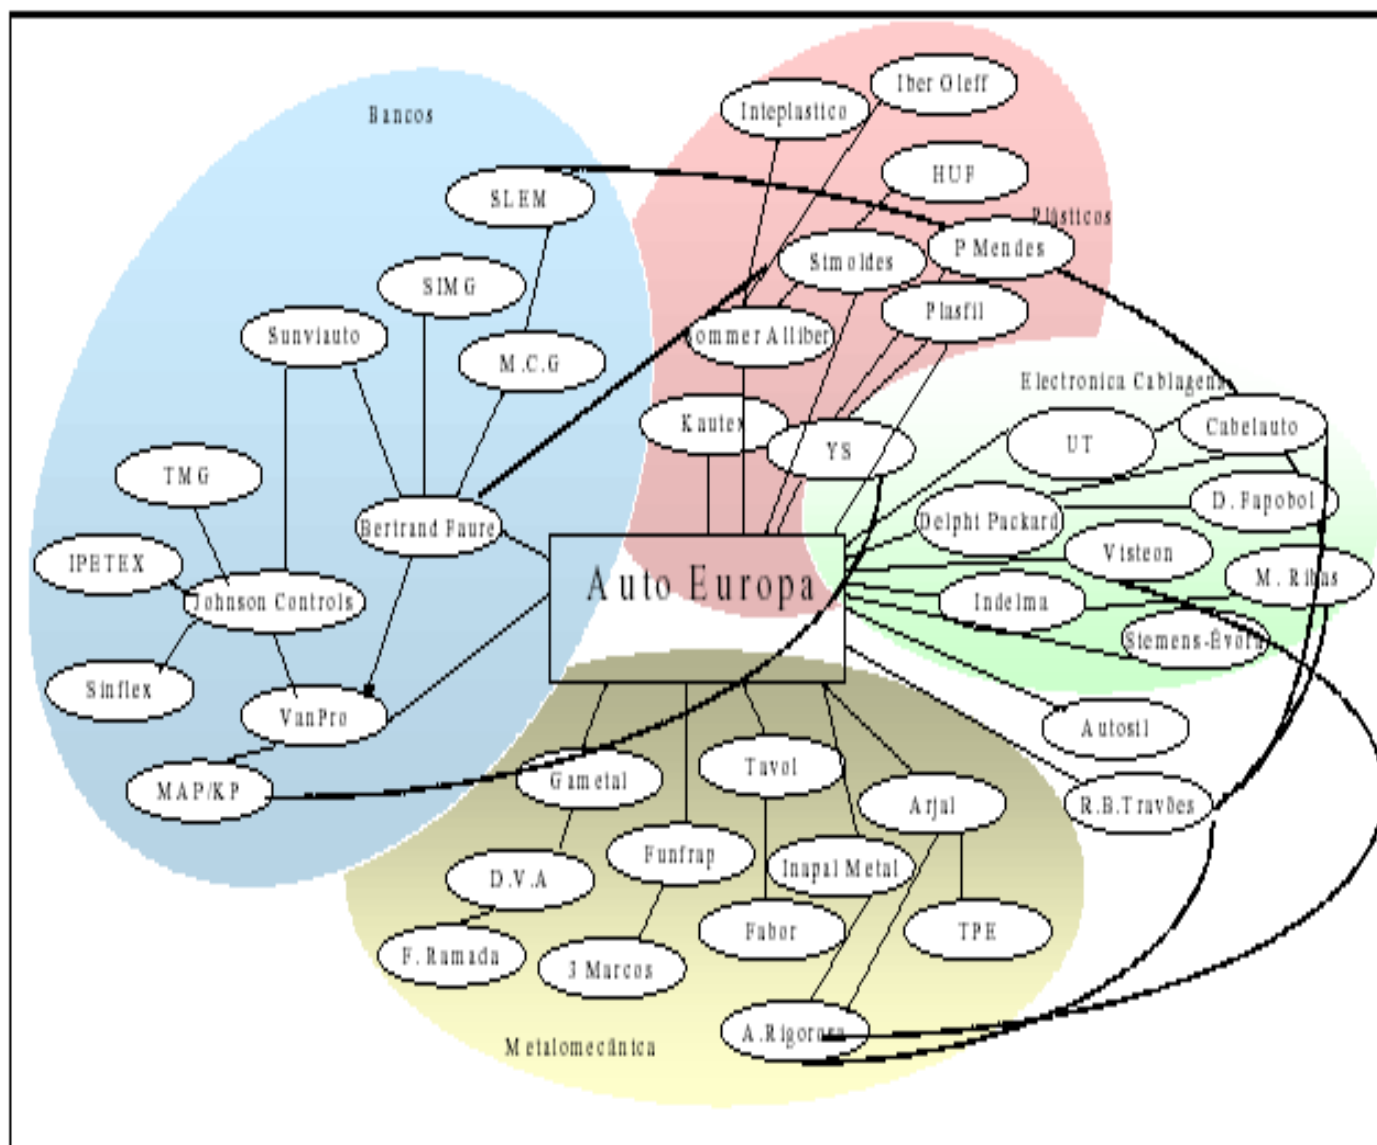 Bancos
Iber Oleff
Inteplastico
HUF
SLEM
Plásticos
P Mendes
Simoldes
SIMG
Plasfil
Sunviauto
M.C.G
Sommer Alliber
Electronica Cablagens
Kautex
Cabelauto
UT
YS
TMG
D. Fapobol
Bertrand Faure
Delphi Packard
Visteon
IPETEX
M. Ribas
Auto Europa
Johnson Controls
Indelma
Siemens-Évora
Sinflex
VanPro
Autosil
MAP/KP
Gametal
Tavol
Arjal
R.B.Travões
Funfrap
Inapal Metal
D.V.A
Fabor
TPE
F. Ramada
3 Marcos
A.Rigorosa
Metalomecânica